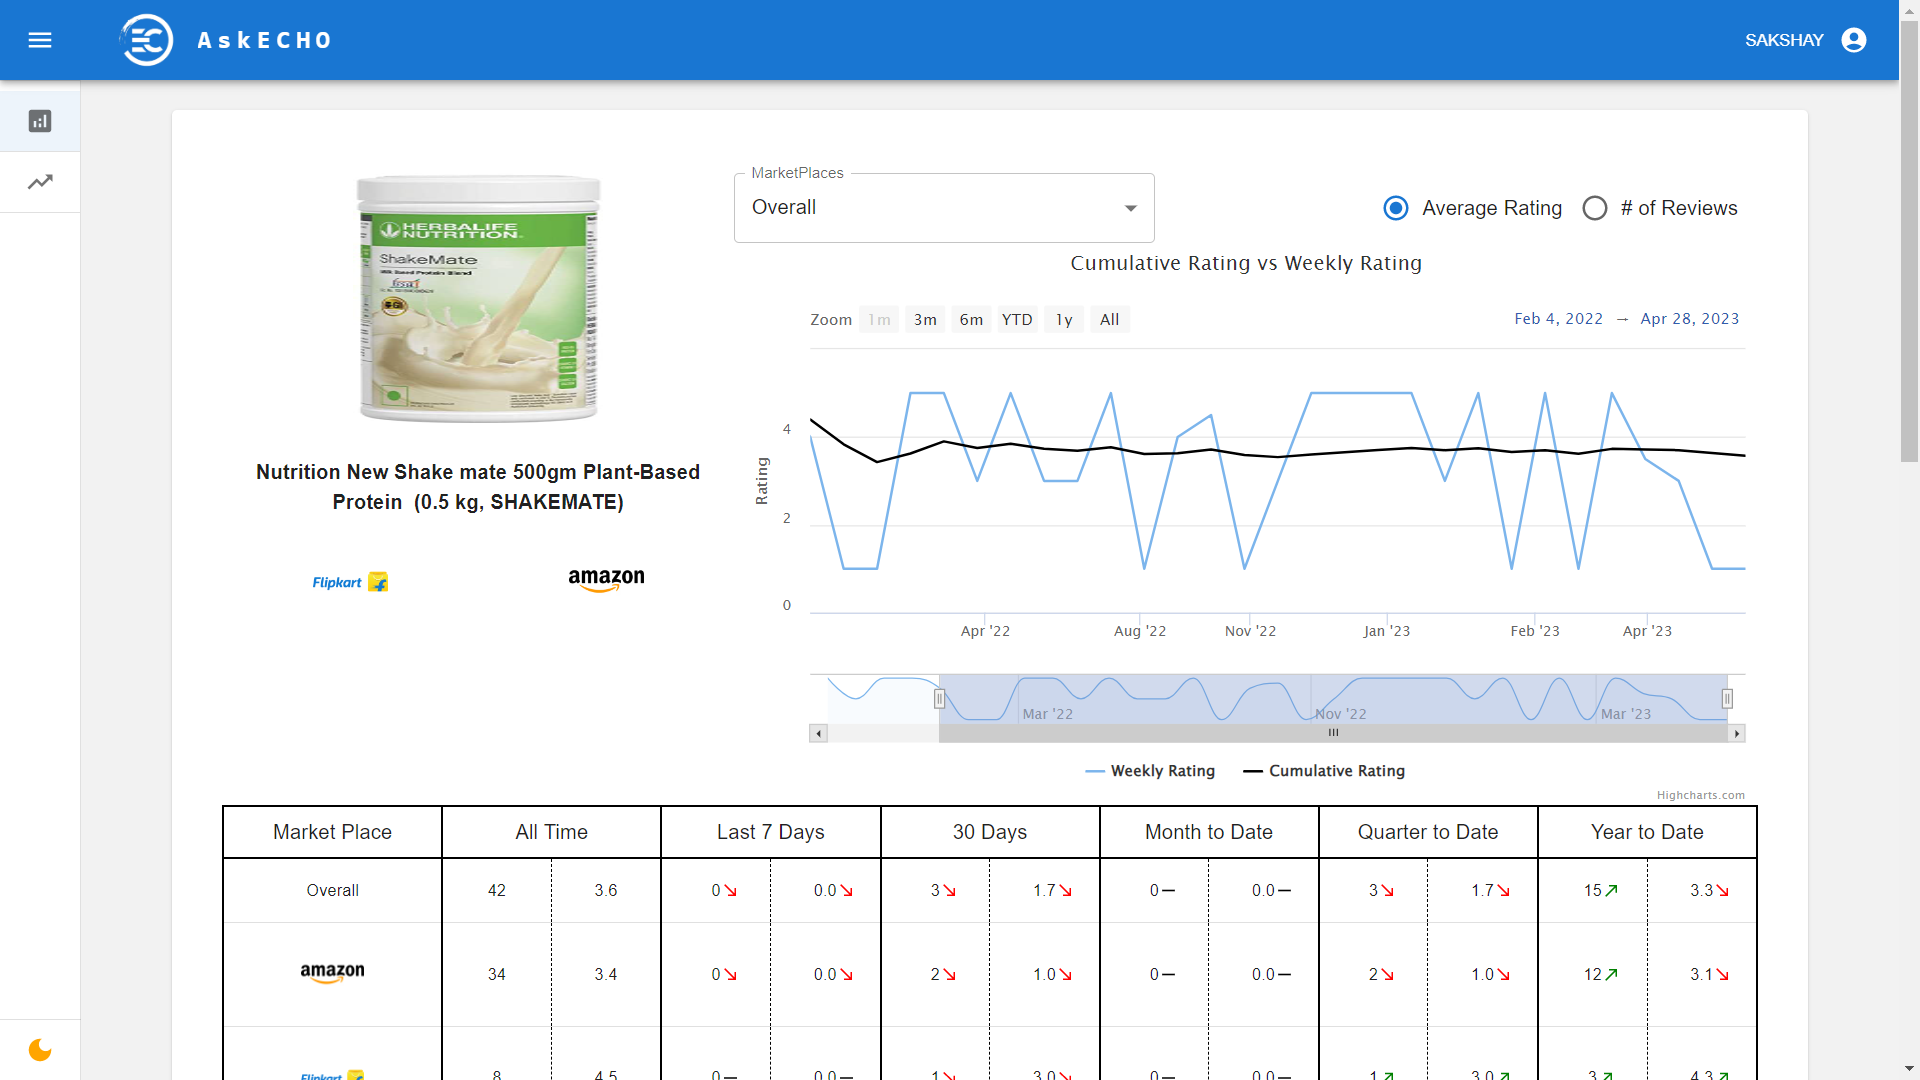 AskECHO
SAKSHAY
MarketPlaces
Overall
Average Rating
# of Reviews
Cumulative Rating vs Weekly Rating
Zoom 1m 3m 6m YTD 1y All
Feb 4, 2022 → Apr 28, 2023
HERBALIFE
NUTRITION
ShakeMate
Milk Based Protein Blend
fssai
Nutrition New Shake mate 500gm Plant-Based
Protein (0.5 kg, SHAKEMATE)
Flipkart
amazon
Rating
4
2
0
Apr '22 Aug '22 Nov '22 Jan '23 Feb '23 Apr '23
Mar '22 Nov '22 Mar '23
Weekly Rating Cumulative Rating
Highcharts.com
Market Place All Time Last 7 Days 30 Days Month to Date Quarter to Date Year to Date
Overall 42 3.6 0 0.0 3 1.7 0 0.0 3 1.7 15 3.3
amazon 34 3.4 0 0.0 2 1.0 0 0.0 2 1.0 12 3.1
Flipkart 8 4.5 0 0.0 1 3.0 0 0.0 1 3.0 3 4.3